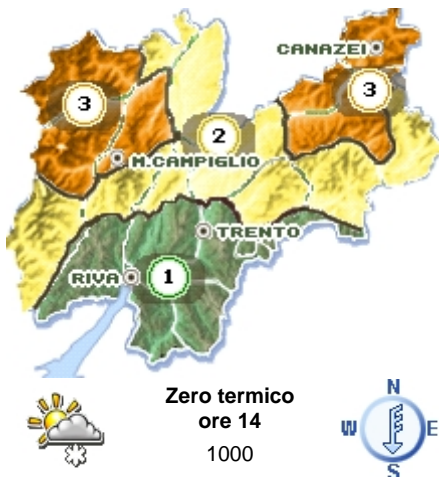 CANAZEI
3
3
2
M.CAMPIGLIO
TRENTO
RIVA
1
Zero termico
ore 14
1000
N
W
E
S